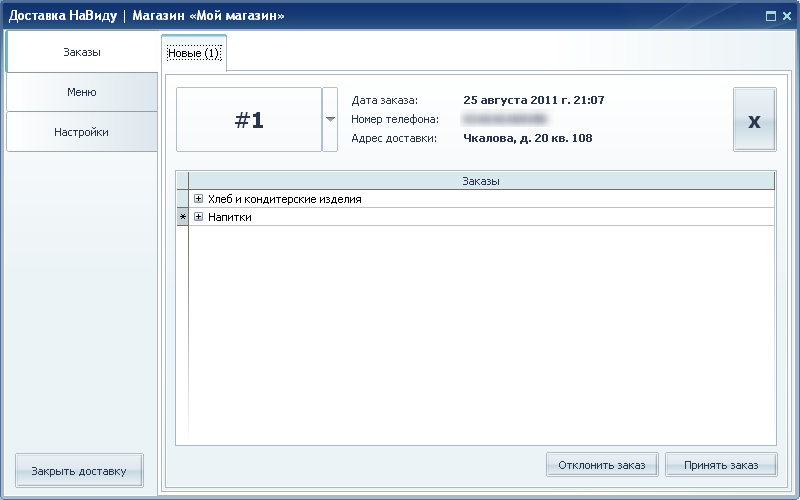 Доставка НаВиду | Магазин «Мой магазин»
Заказы
Меню
Настройки
Закрыть доставку
Новые (1)
#1
Дата заказа: 25 августа 2011 г. 21:07
Номер телефона:
Адрес доставки: Чкалова, д. 20 кв. 108
X
Заказы
Хлеб и кондитерские изделия
* Напитки
Отклонить заказ Принять заказ